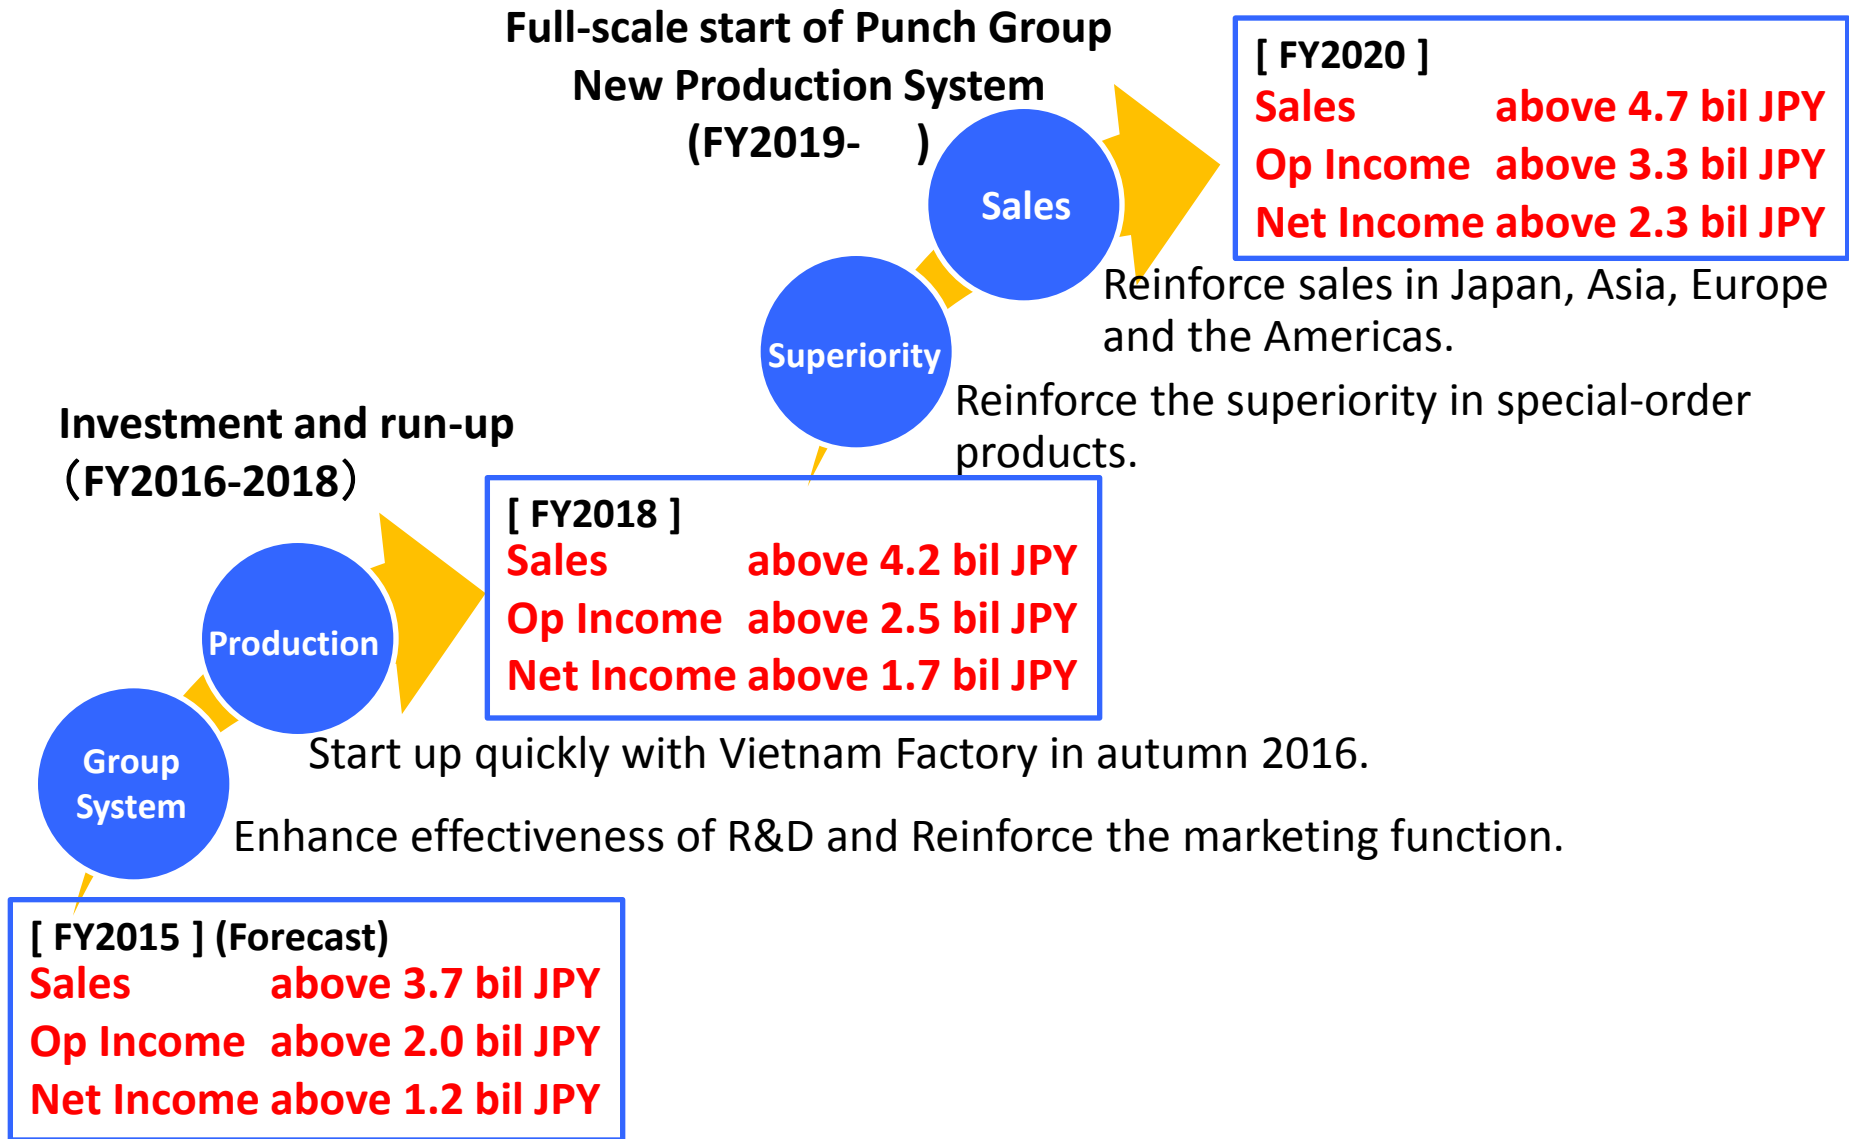 Full-scale start of Punch Group
New Production System
(FY2019-    )
[ FY2020 ]
Sales above 4.7 bil JPY
Op Income above 3.3 bil JPY
Net Income above 2.3 bil JPY
Sales
Reinforce sales in Japan, Asia, Europe
and the Americas.
Superiority
Reinforce the superiority in special-order
products.
Investment and run-up
（FY2016-2018）
[ FY2018 ]
Sales above 4.2 bil JPY
Op Income above 2.5 bil JPY
Net Income above 1.7 bil JPY
Production
Start up quickly with Vietnam Factory in autumn 2016.
Group
System
Enhance effectiveness of R&D and Reinforce the marketing function.
[ FY2015 ] (Forecast)
Sales above 3.7 bil JPY
Op Income above 2.0 bil JPY
Net Income above 1.2 bil JPY